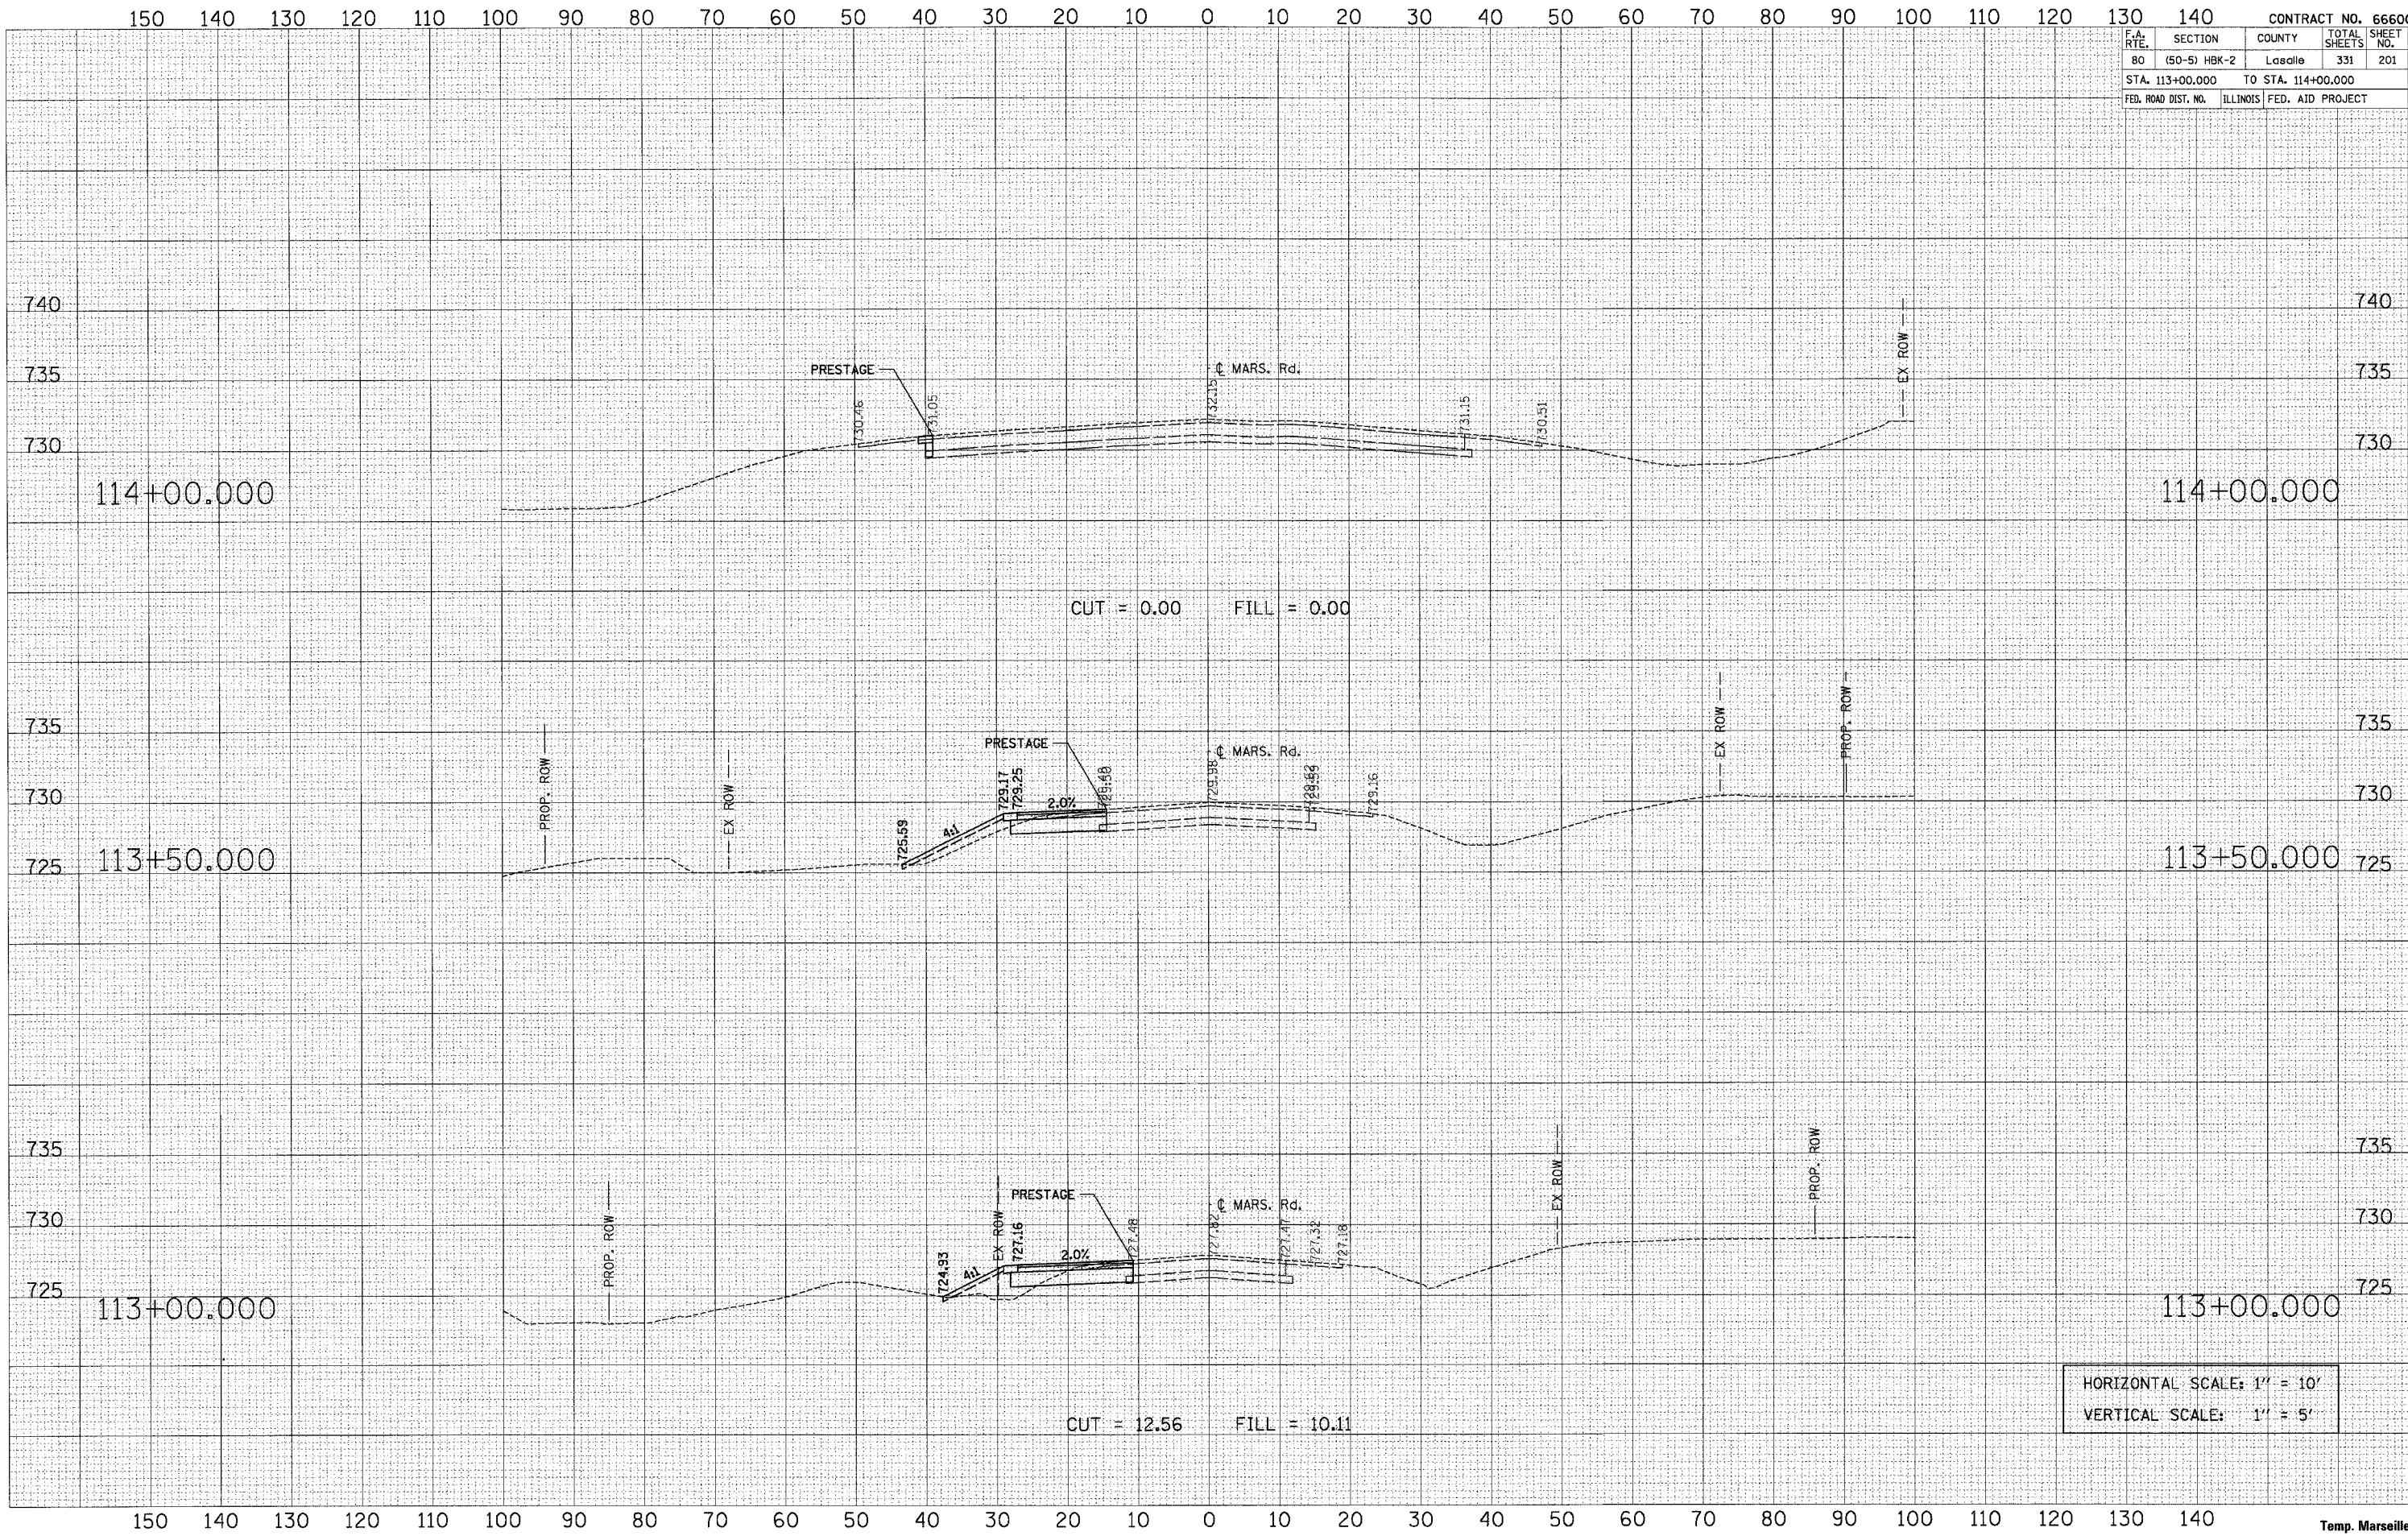 150 140 130 120 110 100 90 80 70 60 50 40 30 20 10 0 10 20 30 40 50 60 70 80 90 100 110 120 130 140
CONTRACT NO. 6660
F.A. RTE. SECTION COUNTY TOTAL SHEETS SHEET NO.
80 (50-5) HBK-2 Lasalle 331 201
STA. 113+00.000 TO STA. 114+00.000
FED. ROAD DIST. NO. ILLINOIS FED. AID PROJECT
740 740
EX ROW
735 PRESTAGE ℄ MARS. Rd. 735
730.46 731.05 732.15 731.15 730.51
730 730
114+00.000 114+00.000
CUT = 0.00 FILL = 0.00
735 735
PROP. ROW EX ROW PRESTAGE ℄ MARS. Rd. EX ROW PROP. ROW
725.59 4:1 729.17 729.25 2.0% 729.50 729.98 729.59 729.16
730 730
725 113+50.000 113+50.000 725
735 735
PROP. ROW EX ROW PRESTAGE ℄ MARS. Rd. EX ROW PROP. ROW
730 730
724.93 4:1 727.16 2.0% 727.48 727.82 727.47 727.32 727.18
725 725
113+00.000 113+00.000
HORIZONTAL SCALE: 1" = 10'
VERTICAL SCALE: 1" = 5'
CUT = 12.56 FILL = 10.11
150 140 130 120 110 100 90 80 70 60 50 40 30 20 10 0 10 20 30 40 50 60 70 80 90 100 110 120 130 140
Temp. Marseille